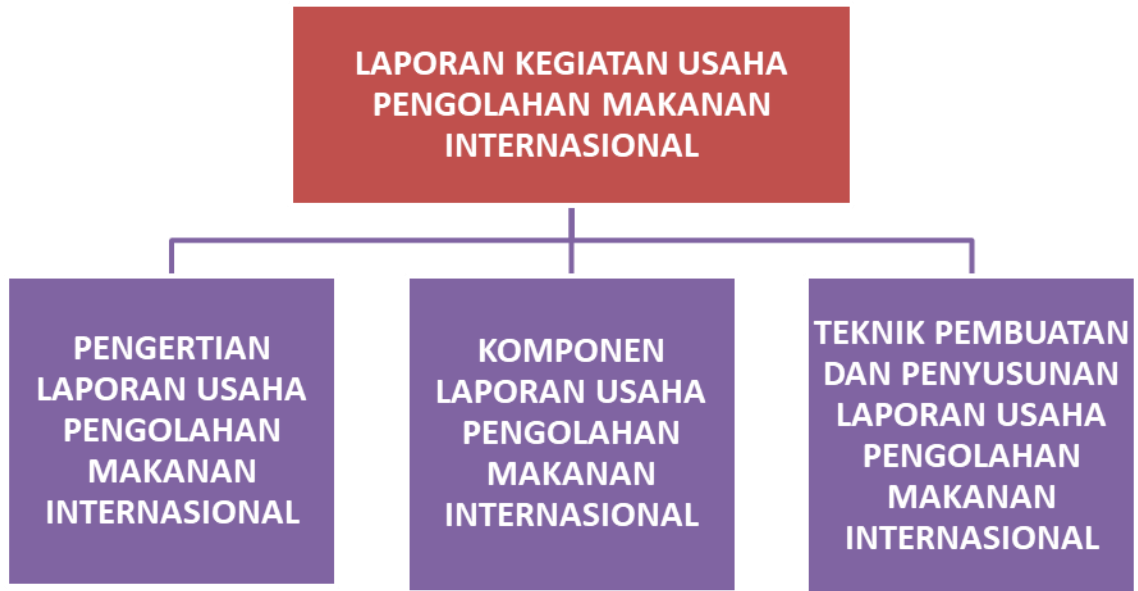 LAPORAN KEGIATAN USAHA
PENGOLAHAN MAKANAN
INTERNASIONAL
PENGERTIAN
LAPORAN USAHA
PENGOLAHAN
MAKANAN
INTERNASIONAL
KOMPONEN
LAPORAN USAHA
PENGOLAHAN
MAKANAN
INTERNASIONAL
TEKNIK PEMBUATAN
DAN PENYUSUNAN
LAPORAN USAHA
PENGOLAHAN
MAKANAN
INTERNASIONAL